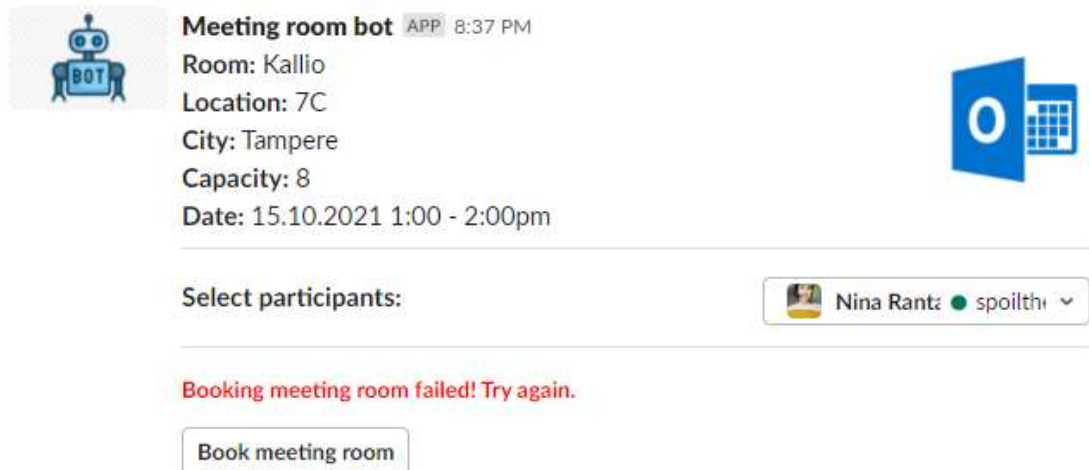 Meeting room bot APP 8:37 PM
BOT
Room: Kallio
Location: 7C
City: Tampere
Capacity: 8
Date: 15.10.2021 1:00 - 2:00pm
O
Select participants:
Nina Ranta spoilth
Booking meeting room failed! Try again.
Book meeting room